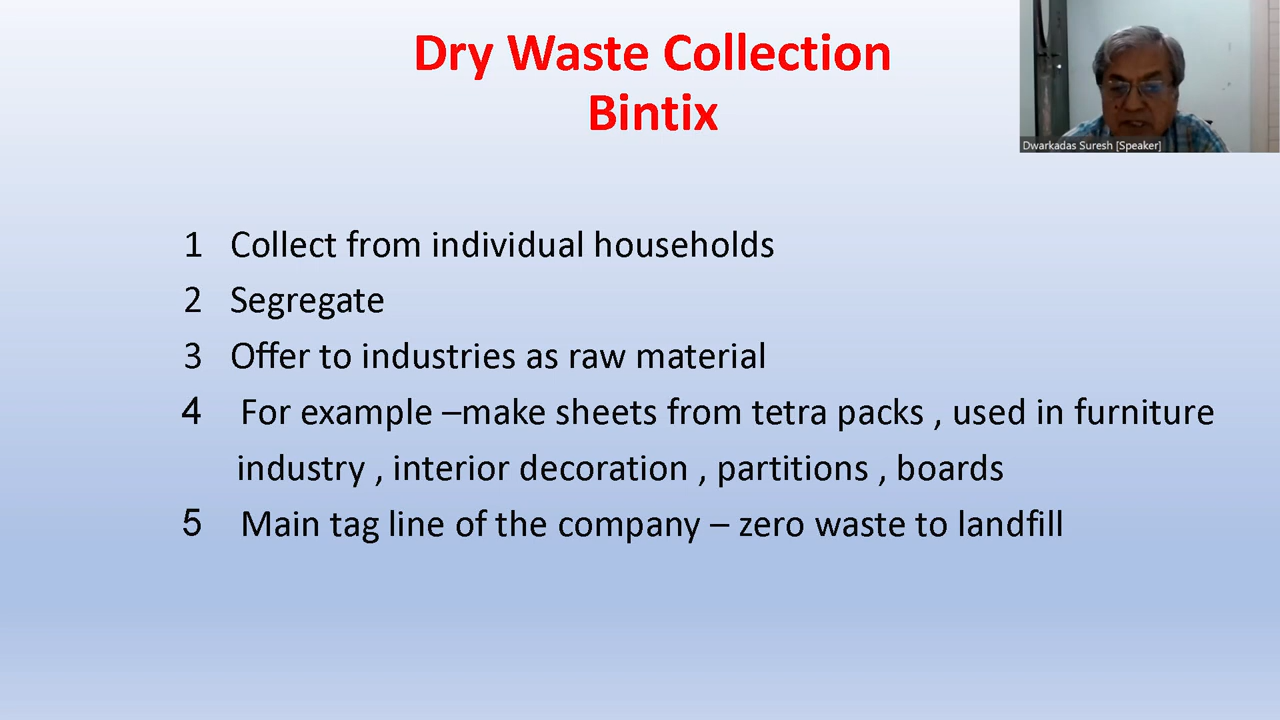 Dry Waste Collection
Bintix
Dwarkadas Suresh [Speaker]
1 Collect from individual households
2 Segregate
3 Offer to industries as raw material
4 For example –make sheets from tetra packs , used in furniture
industry , interior decoration , partitions , boards
5 Main tag line of the company – zero waste to landfill